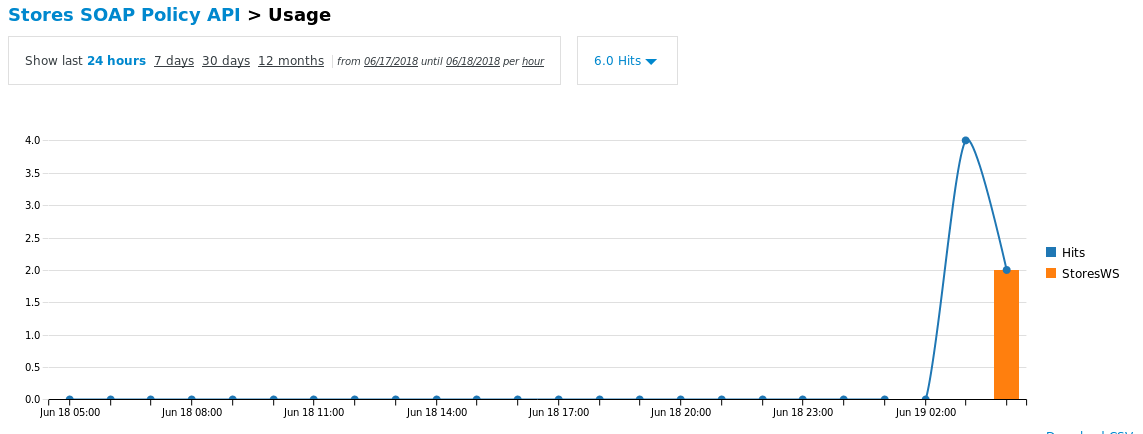 Stores SOAP Policy API > Usage
Show last 24 hours 7 days 30 days 12 months from 06/17/2018 until 06/18/2018 per hour
6.0 Hits
4.0
3.5
3.0
2.5
2.0
1.5
1.0
0.5
0.0
Jun 18 05:00 Jun 18 08:00 Jun 18 11:00 Jun 18 14:00 Jun 18 17:00 Jun 18 20:00 Jun 18 23:00 Jun 19 02:00
Hits
StoresWS
Download CSV